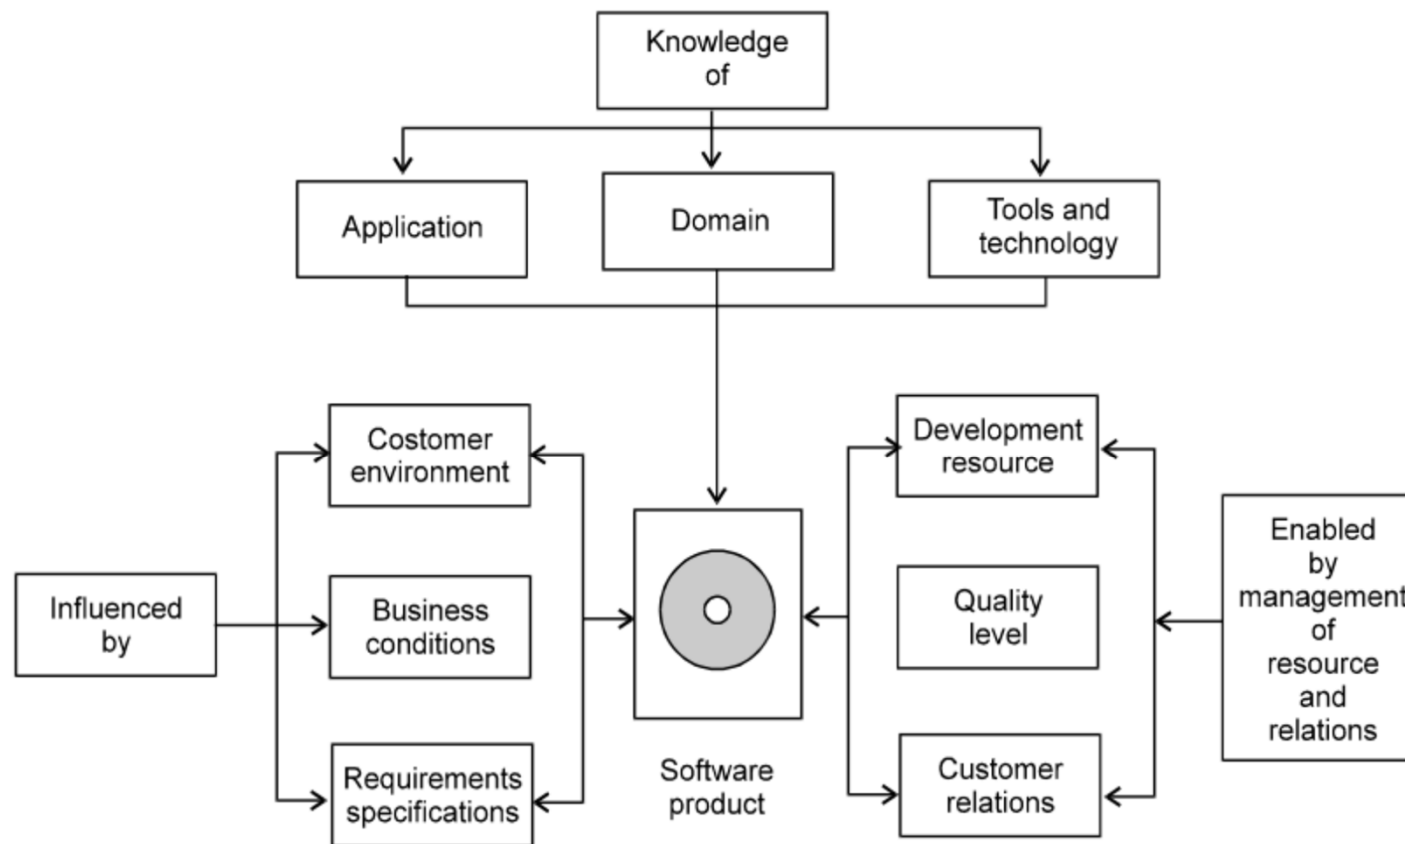 Knowledge
of
Application
Domain
Tools and
technology
Costomer
environment
Development
resource
Influenced
by
Business
conditions
Quality
level
Enabled
by
management
of
resource
and
relations
Requirements
specifications
Software
product
Customer
relations